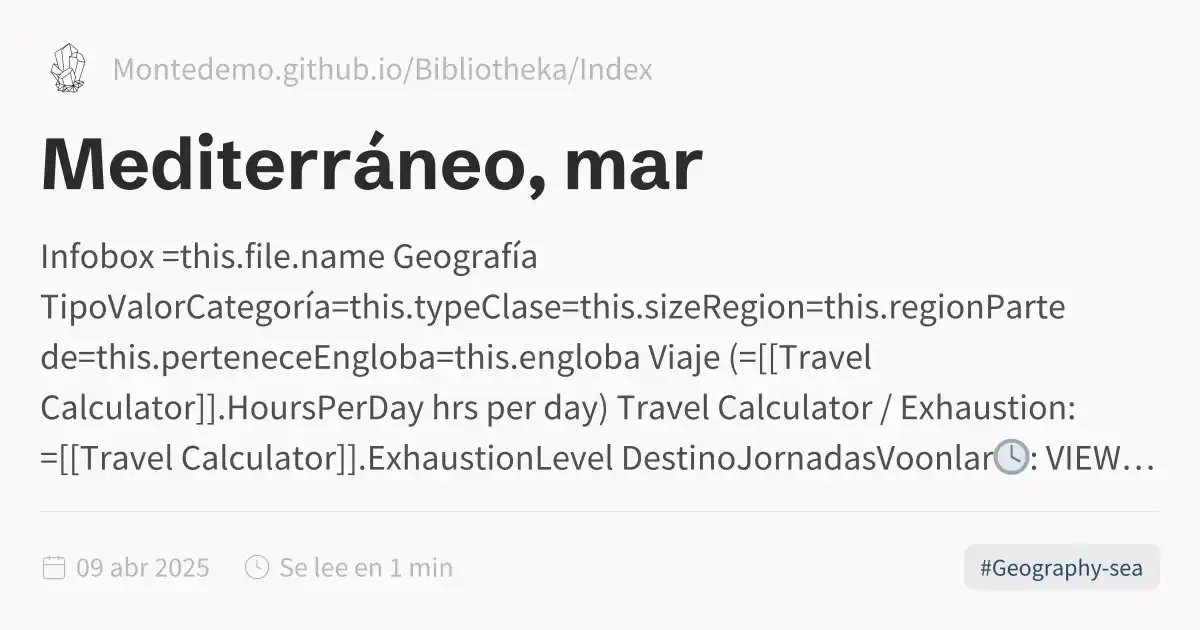 Montedemo.github.io/Bibliotheka/Index
Mediterráneo, mar
Infobox =this.file.name Geografía
TipoValorCategoría=this.typeClase=this.sizeRegion=this.regionParte
de=this.perteneceEngloba=this.engloba Viaje (=[[Travel
Calculator]].HoursPerDay hrs per day) Travel Calculator / Exhaustion:
=[[Travel Calculator]].ExhaustionLevel DestinoJornadasVoonlar🕓: VIEW...
09 abr 2025 Se lee en 1 min #Geography-sea